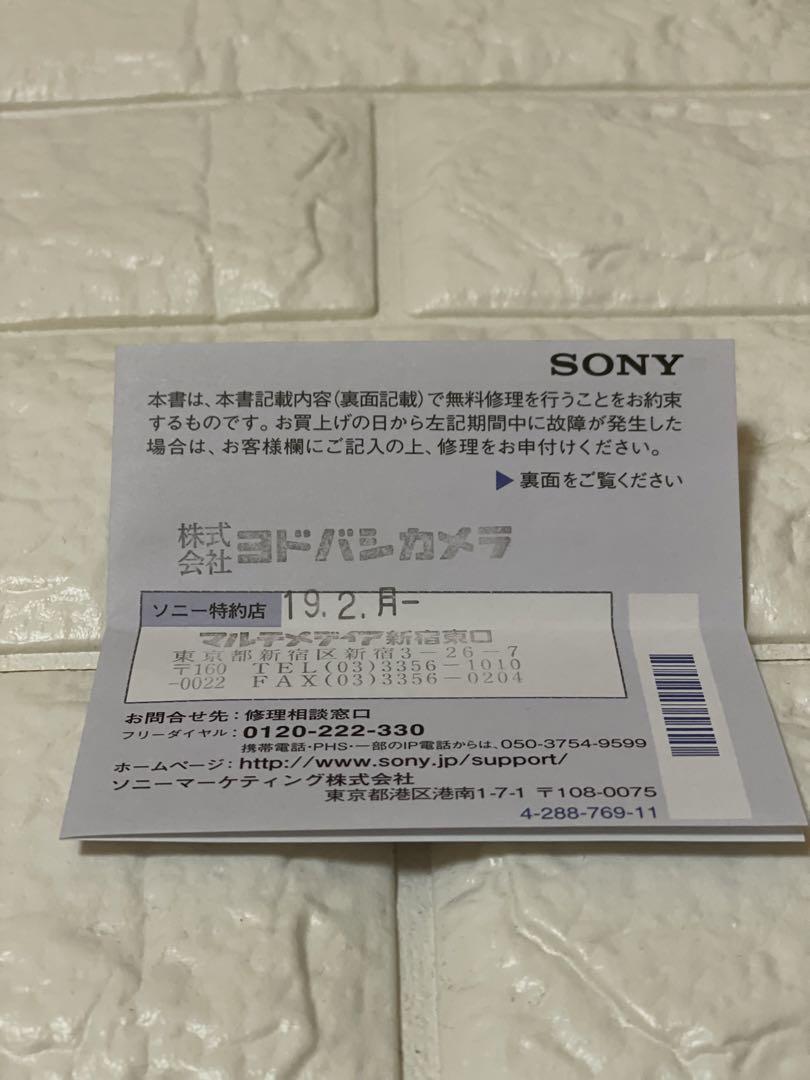 SONY
本書は、本書記載内容(裏面記載)で無料修理を行うことをお約束
するものです。お買上げの日から左記期間中に故障が発生した
場合は、お客様欄にご記入の上、修理をお申付けください。
▶裏面をご覧ください
株式会社ヨドバシカメラ
ソニー特約店 19.2.月一
マルチメディア新宿東口
東京都新宿区新宿3-26-7
〒160 TEL(03)3356-1010
-0022 FAX(03)3356-0204
お問合せ先:修理相談窓口
フリーダイヤル:0120-222-330
携帯電話・PHS・一部のIP電話からは、050-3754-9599
ホームページ:http://www.sony.jp/support/
ソニーマーケティング株式会社
東京都港区港南1-7-1 〒108-0075
4-288-769-11